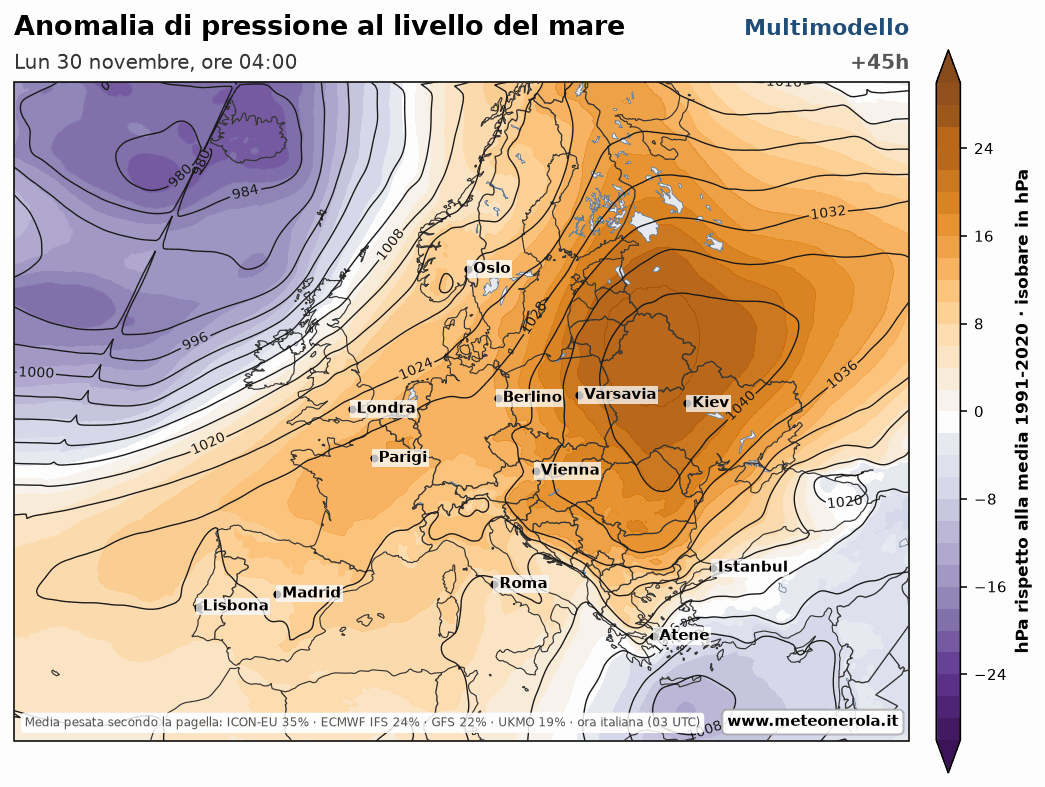 Anomalia di pressione al livello del mare
Multimodello
Lun 30 novembre, ore 04:00
+45h
1016
980
980
984
1032
1008
Oslo
1028
996
1000
1024
1036
Berlino
Varsavia
Kiev
1040
Londra
1020
Parigi
Vienna
1020
Istanbul
Roma
Madrid
Lisbona
Atene
1008
Media pesata secondo la pagella: ICON-EU 35% · ECMWF IFS 24% · GFS 22% · UKMO 19% · ora italiana (03 UTC)
www.meteonerola.it
24
16
8
0
−8
−16
−24
hPa rispetto alla media 1991-2020 · isobare in hPa